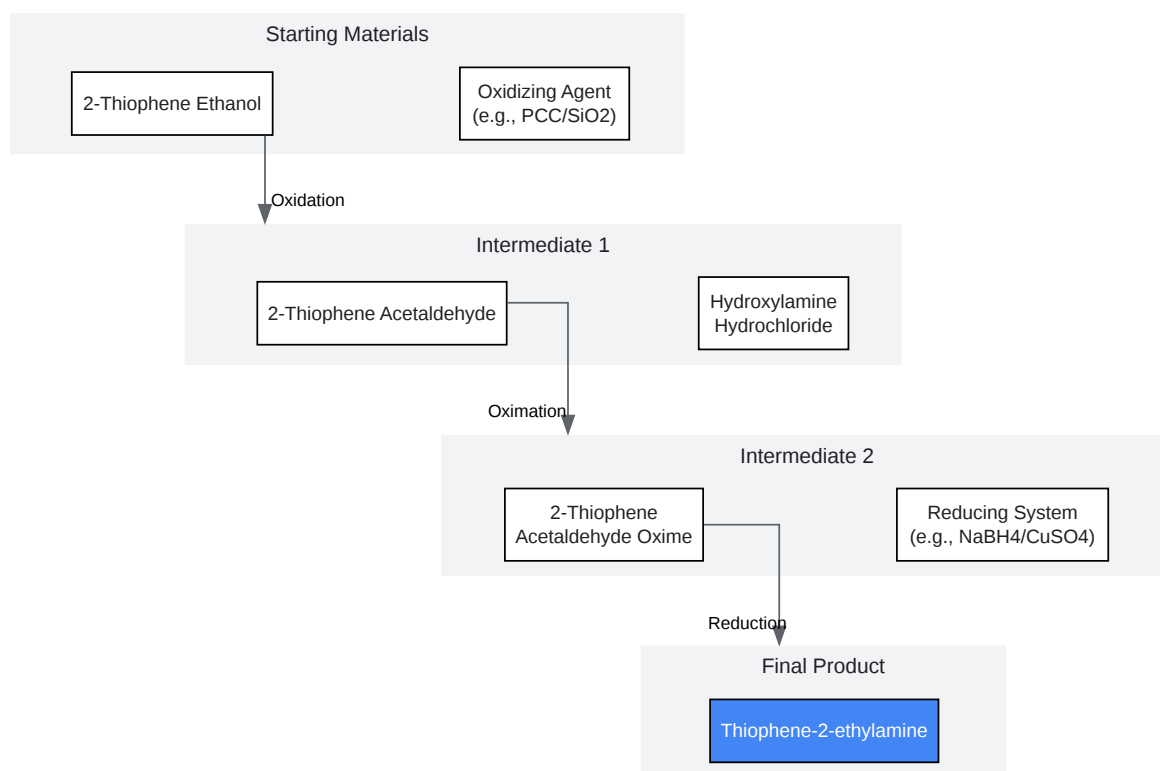 Starting Materials
2-Thiophene Ethanol
Oxidizing Agent
(e.g., PCC/SiO2)
Oxidation
Intermediate 1
2-Thiophene Acetaldehyde
Hydroxylamine
Hydrochloride
Oximation
Intermediate 2
2-Thiophene
Acetaldehyde Oxime
Reducing System
(e.g., NaBH4/CuSO4)
Reduction
Final Product
Thiophene-2-ethylamine